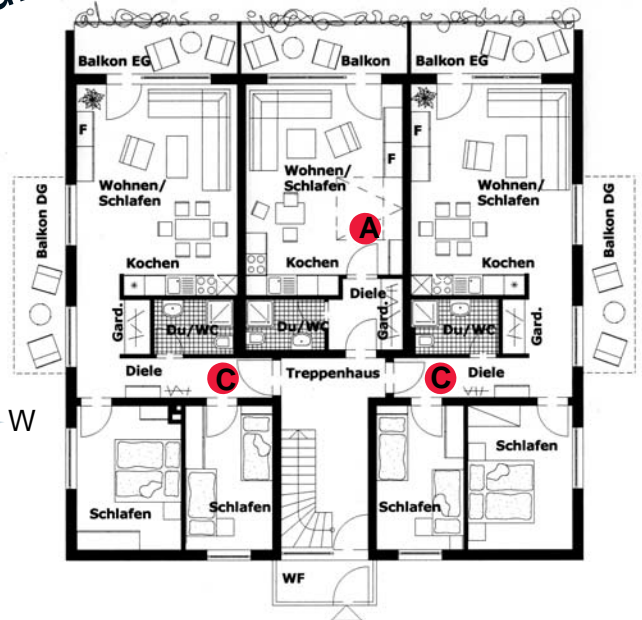 Balkon EG
Balkon
Balkon EG
F
F
F
Wohnen/
Schlafen
Wohnen/
Schlafen
Wohnen/
Schlafen
Balkon DG
Balkon DG
A
Kochen
Kochen
Kochen
Diele
Gard.
Du/WC
Du/WC
Gard.
Du/WC
Gard.
Diele
C
Treppenhaus
C
Diele
W
Schlafen
Schlafen
Schlafen
Schlafen
WF